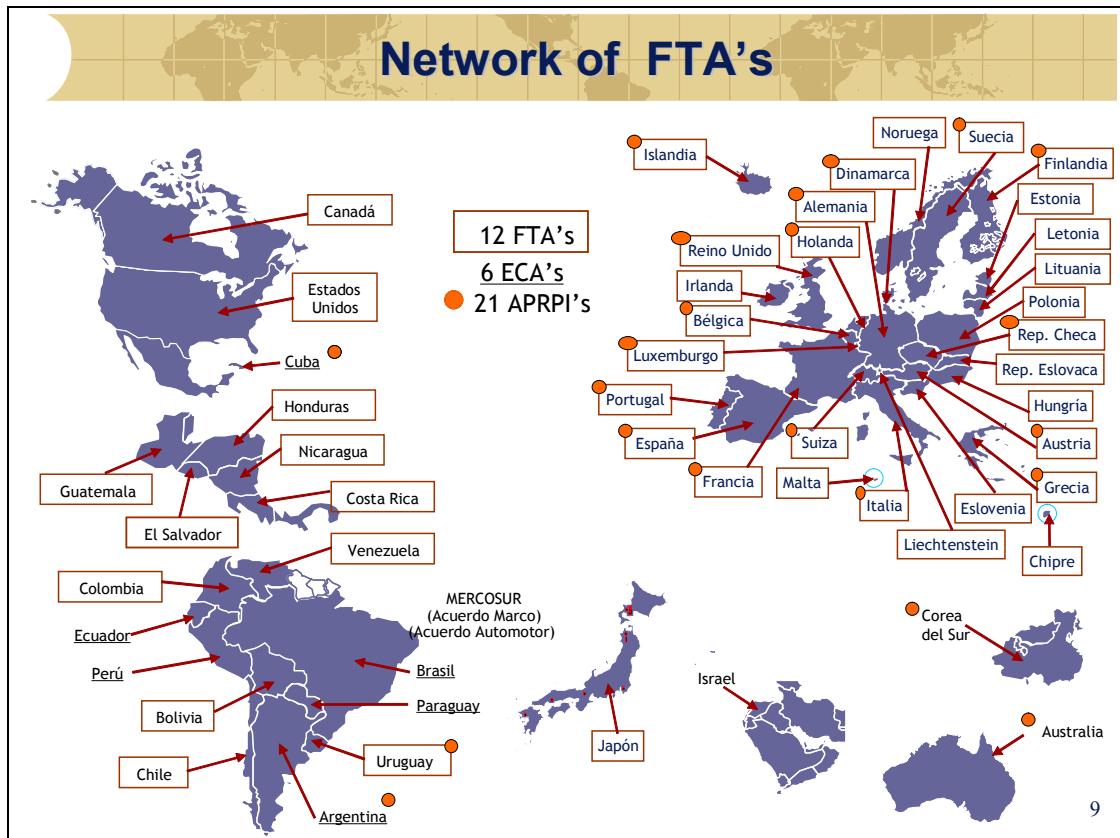 Network of FTA's
12 FTA's
6 ECA's
21 APRPI's
Canadá
Estados
Unidos
Cuba
Honduras
Nicaragua
Guatemala
Costa Rica
El Salvador
Venezuela
Colombia
MERCOSUR
(Acuerdo Marco)
(Acuerdo Automotor)
Ecuador
Perú
Brasil
Bolivia
Paraguay
Chile
Uruguay
Argentina
Islandia
Noruega
Suecia
Dinamarca
Finlandia
Alemania
Estonia
Reino Unido
Holanda
Letonia
Irlanda
Lituania
Bélgica
Polonia
Luxemburgo
Rep. Checa
Rep. Eslovaca
Portugal
Hungría
España
Suiza
Austria
Francia
Malta
Italia
Eslovenia
Grecia
Liechtenstein
Chipre
Japón
Israel
Corea
del Sur
Australia
9